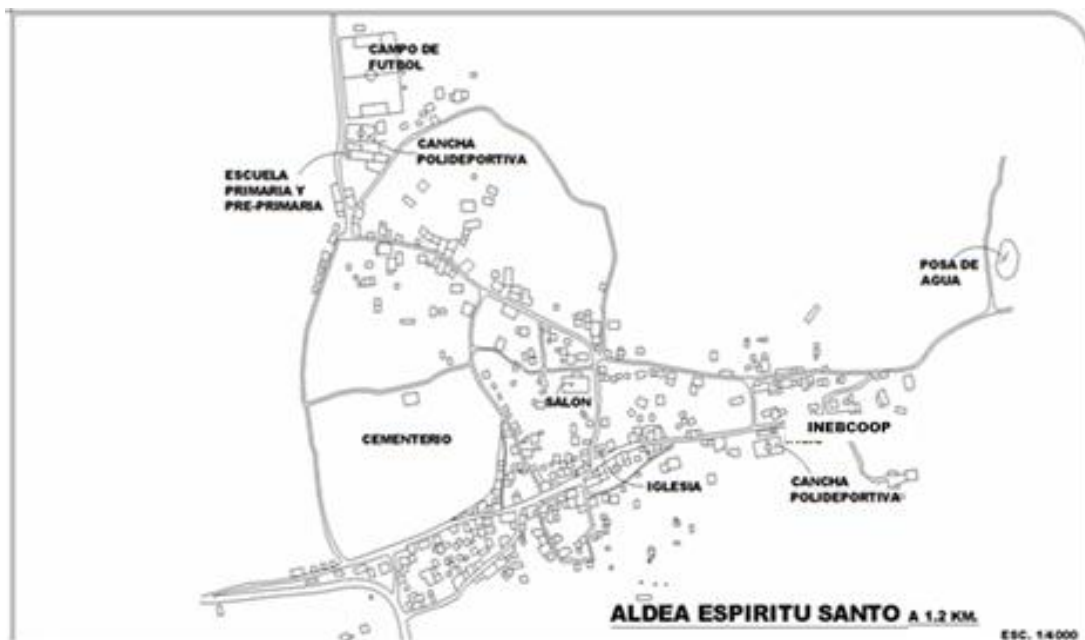 CAMPO DE
FUTBOL
CANCHA
POLIDEPORTIVA
ESCUELA
PRIMARIA Y
PRE-PRIMARIA
POSA DE
AGUA
SALON
CEMENTERIO
INEBCOOP
IGLESIA
CANCHA
POLIDEPORTIVA
ALDEA ESPIRITU SANTO A 1.2 KM.
ESC. 1:4000